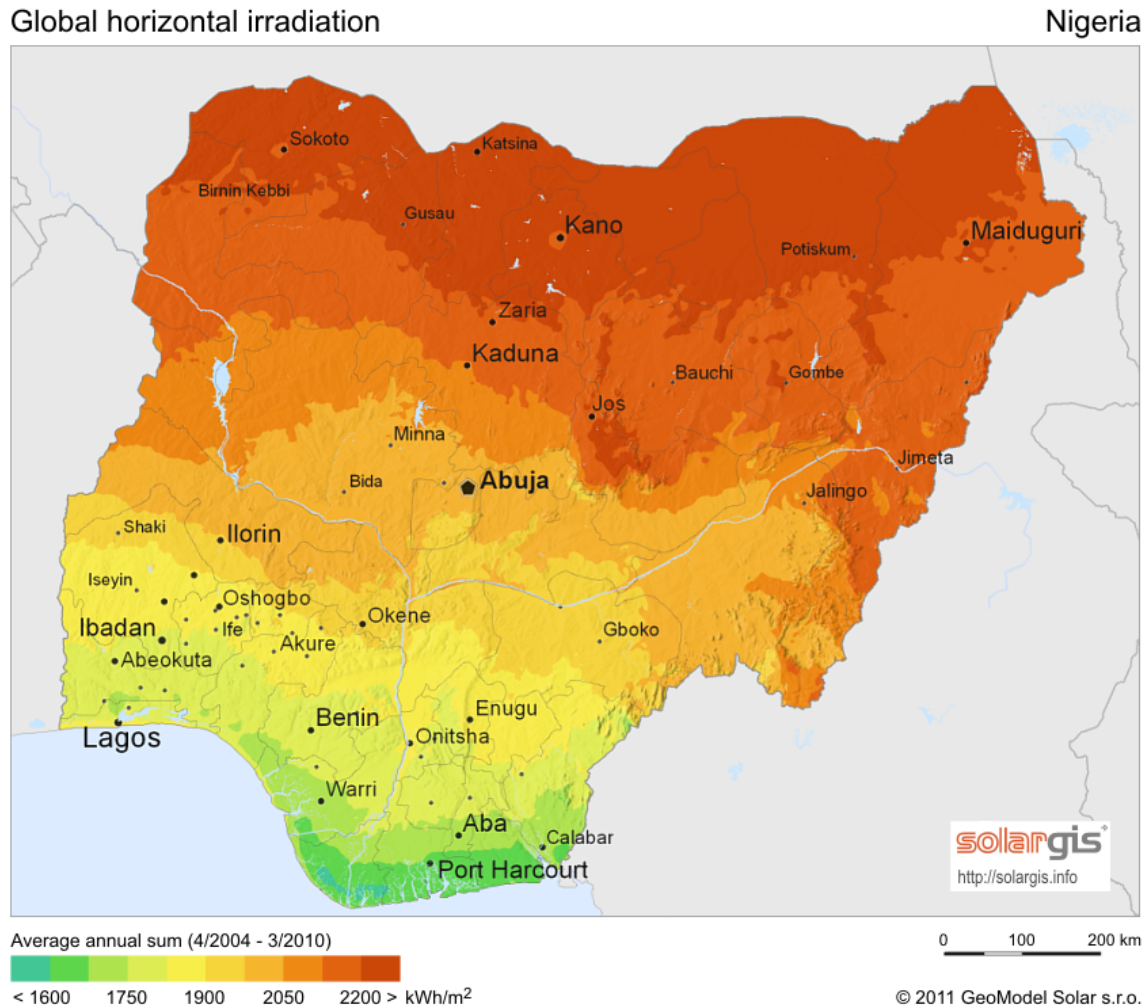 Global horizontal irradiation
Nigeria
Sokoto
Katsina
Birnin Kebbi
Gusau
Kano
Maiduguri
Potiskum
Zaria
Kaduna
Bauchi
Gombe
Jos
Minna
Jimeta
Bida
Abuja
Jalingo
Shaki
Ilorin
Iseyin
Oshogbo
Okene
Ibadan
Ife
Gboko
Akure
Abeokuta
Enugu
Benin
Lagos
Onitsha
Warri
Aba
Calabar
Port Harcourt
solargis
http://solargis.info
Average annual sum (4/2004 - 3/2010)
0 100 200 km
< 1600 1750 1900 2050 2200 > kWh/m²
© 2011 GeoModel Solar s.r.o.